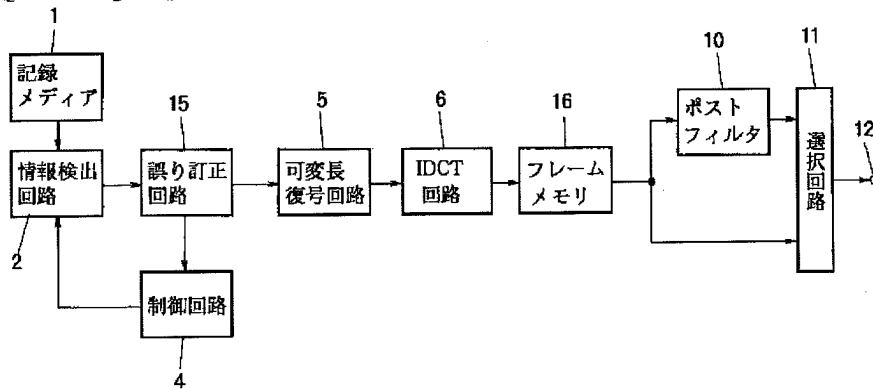 1
記録
メディア
情報検出
回路
2
15
誤り訂正
回路
制御回路
4
5
可変長
復号回路
6
IDCT
回路
16
フレーム
メモリ
10
ポスト
フィルタ
11
選択回路
12